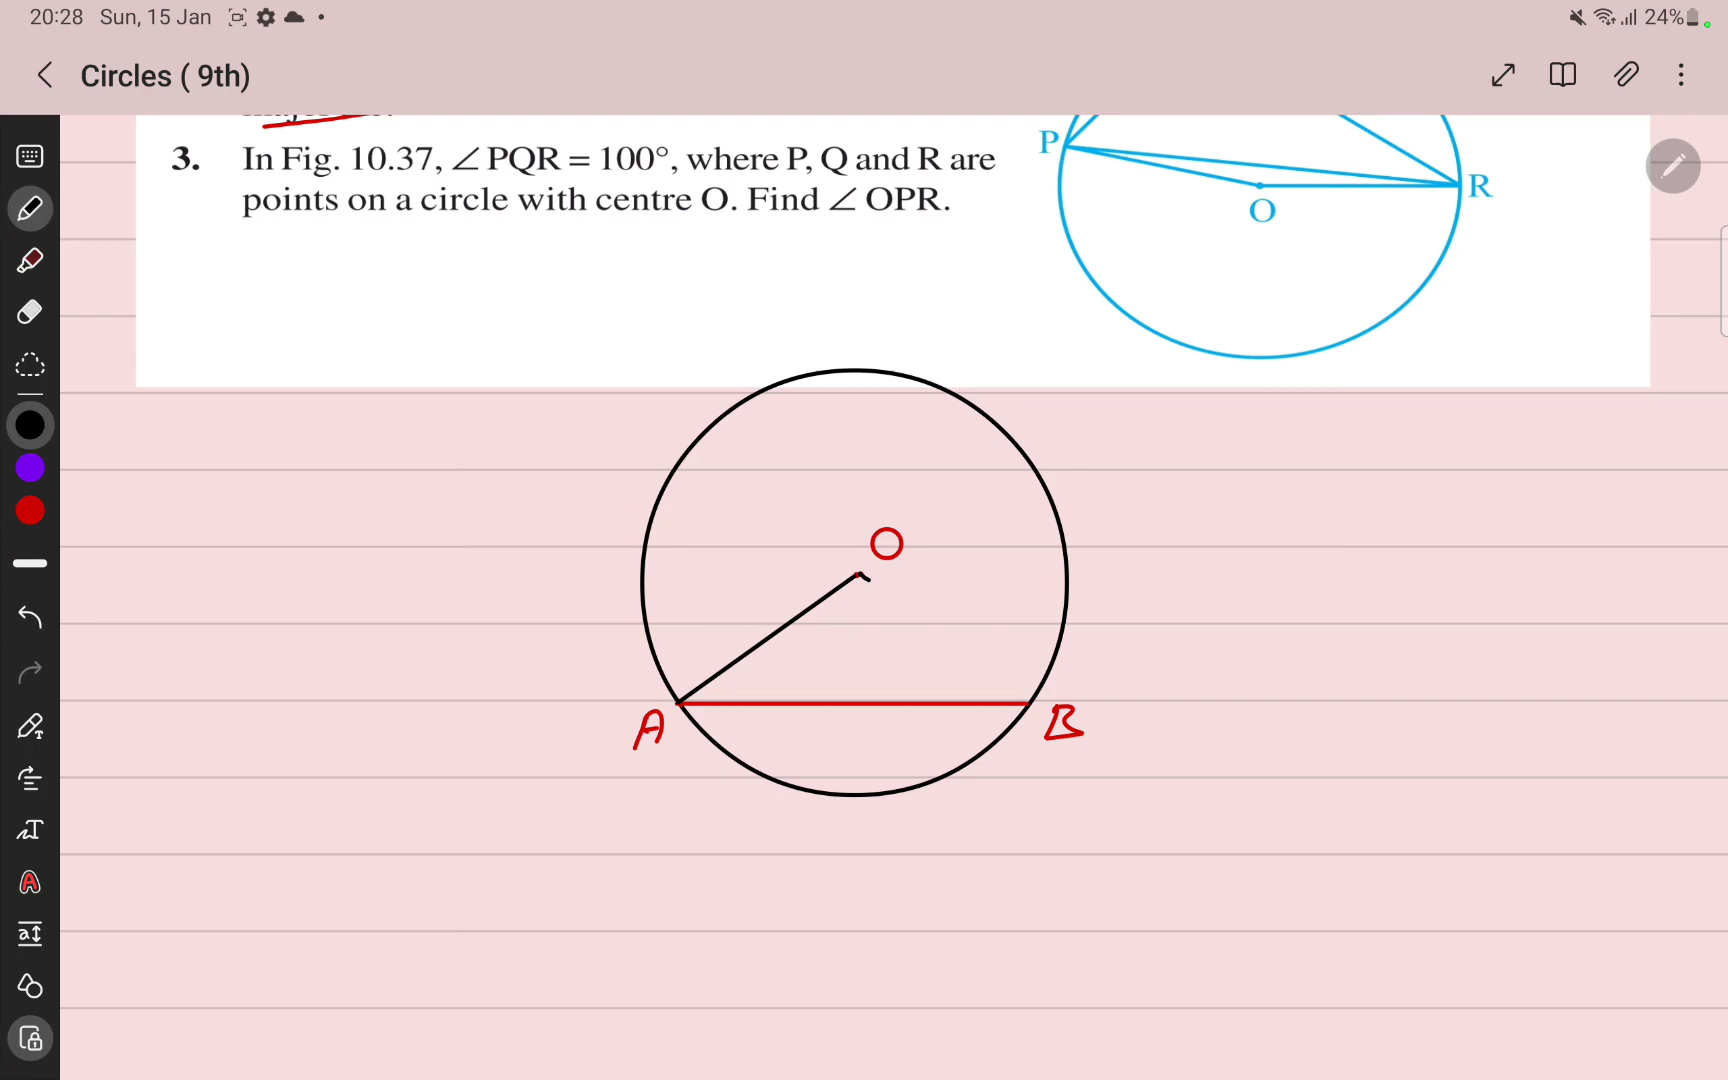 20:28 Sun, 15 Jan 24%
Circles ( 9th)
3. In Fig. 10.37, ∠ PQR = 100°, where P, Q and R are
points on a circle with centre O. Find ∠ OPR.
P
R
O
O
A
B